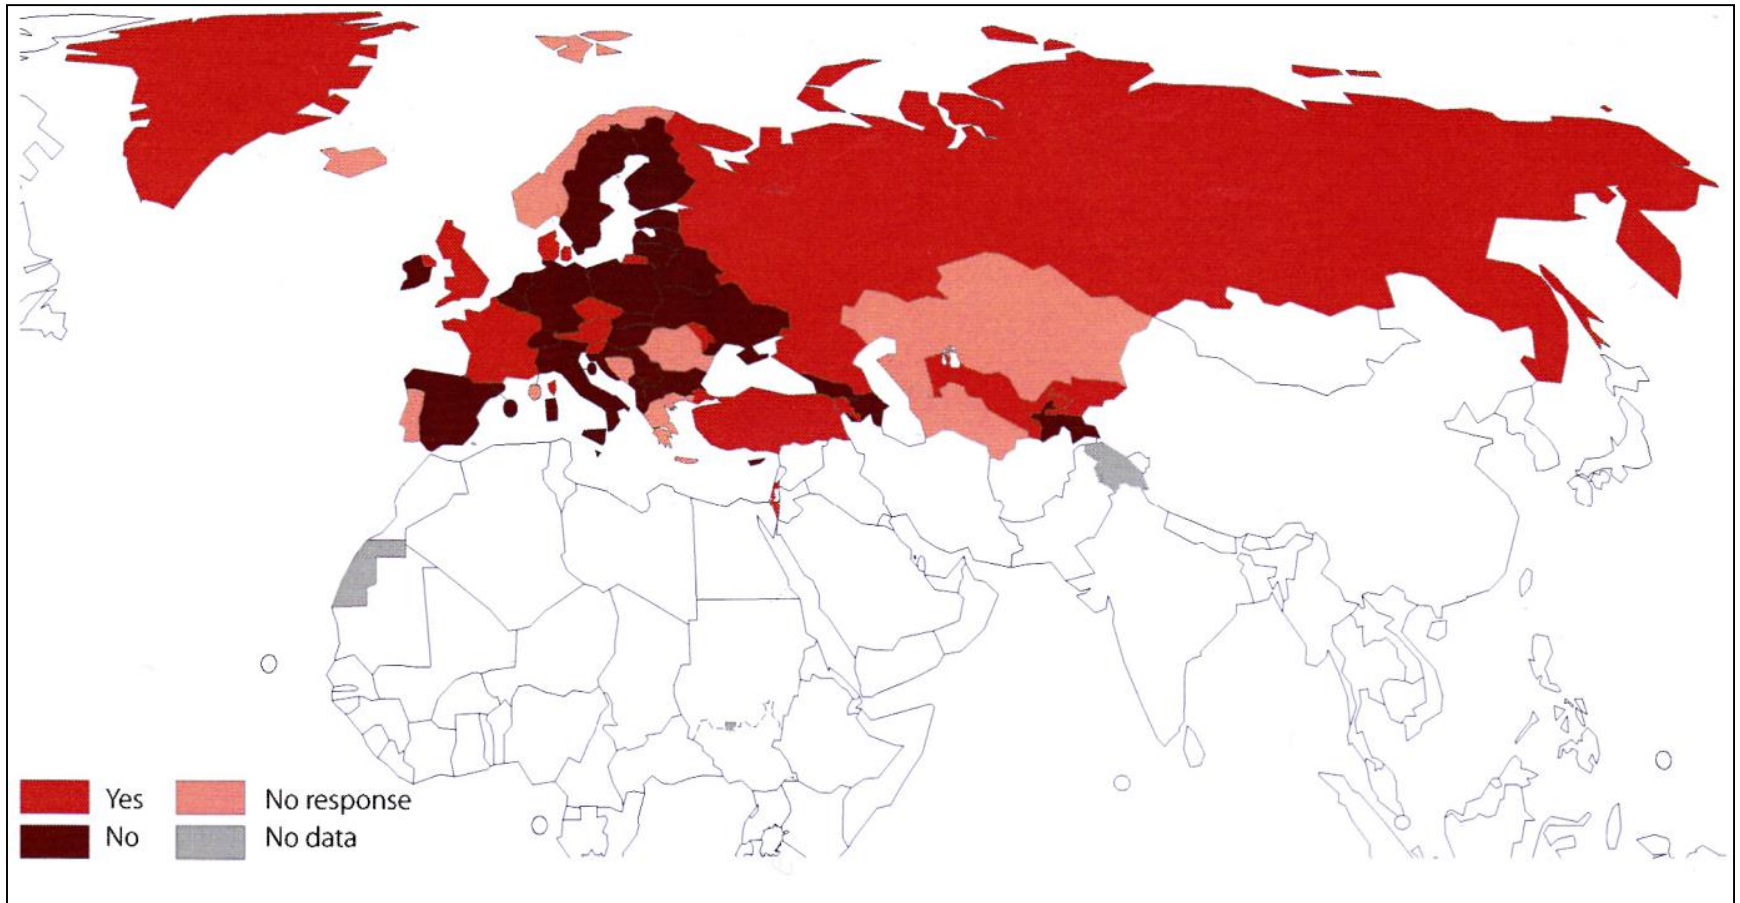 Yes
No response
No
No data